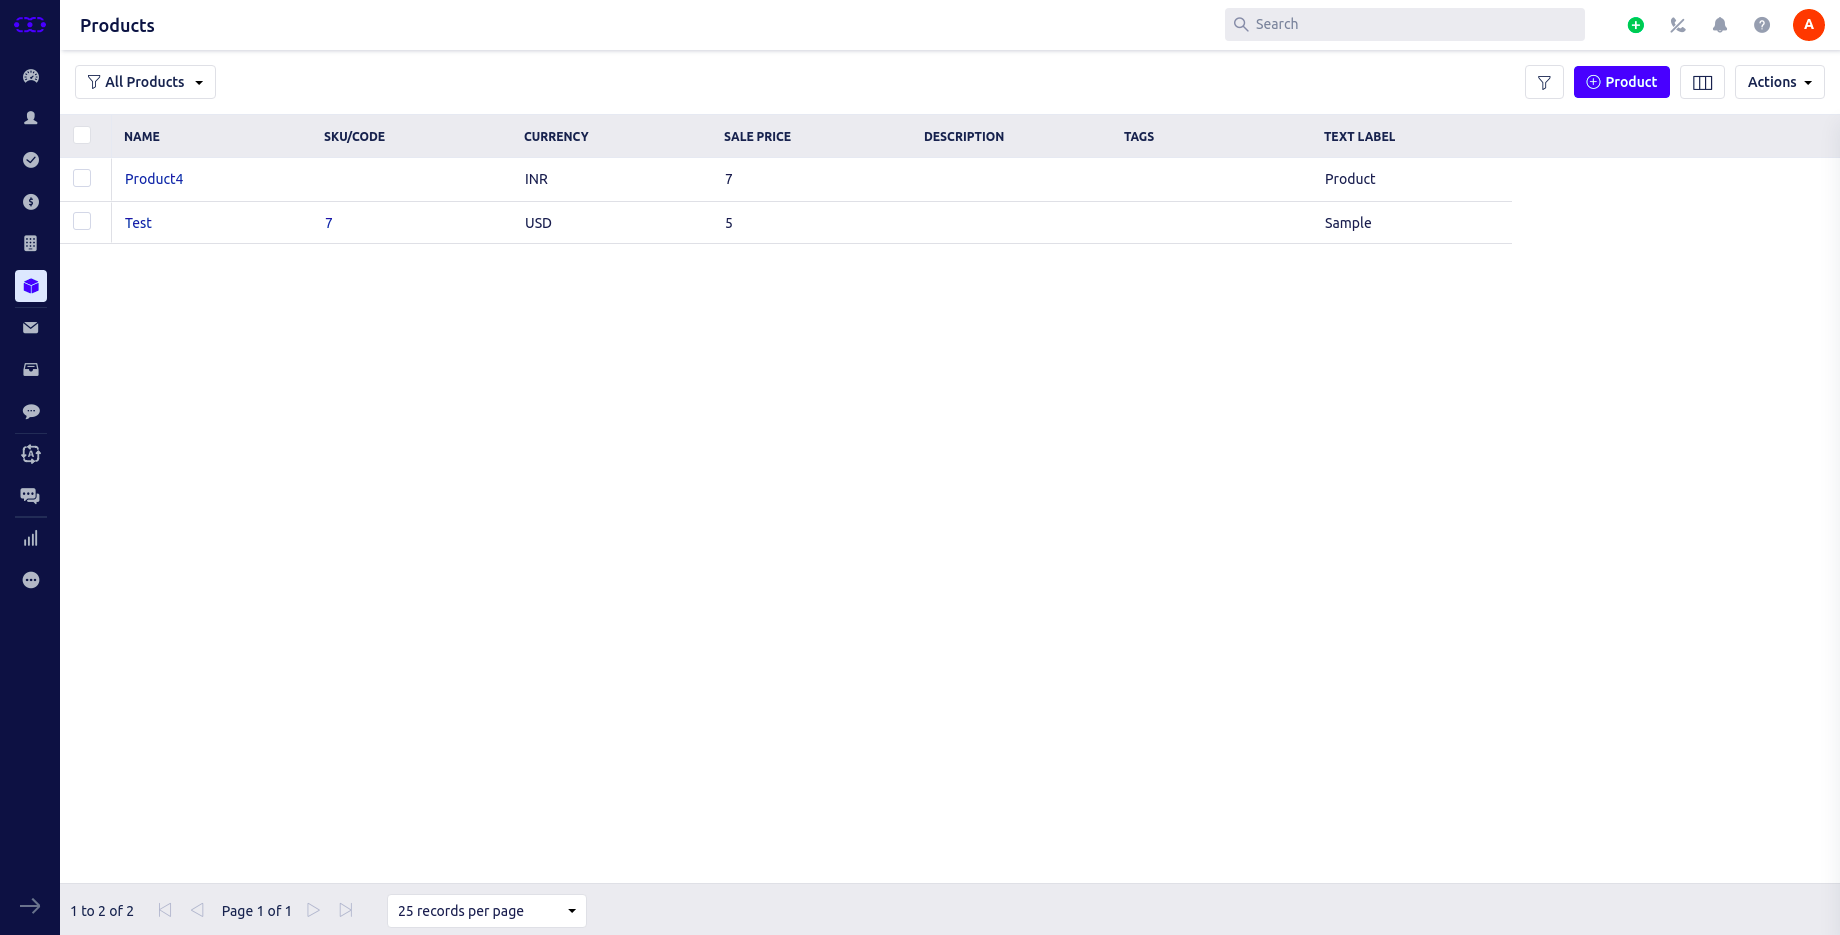 Products
Search
A
All Products
Product
Actions
NAME SKU/CODE CURRENCY SALE PRICE DESCRIPTION TAGS TEXT LABEL
Product4 INR 7 Product
Test 7 USD 5 Sample
1 to 2 of 2
Page 1 of 1
25 records per page